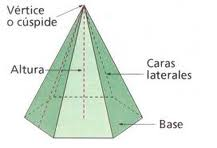 Vértice
o cúspide
Altura
Caras
laterales
Base